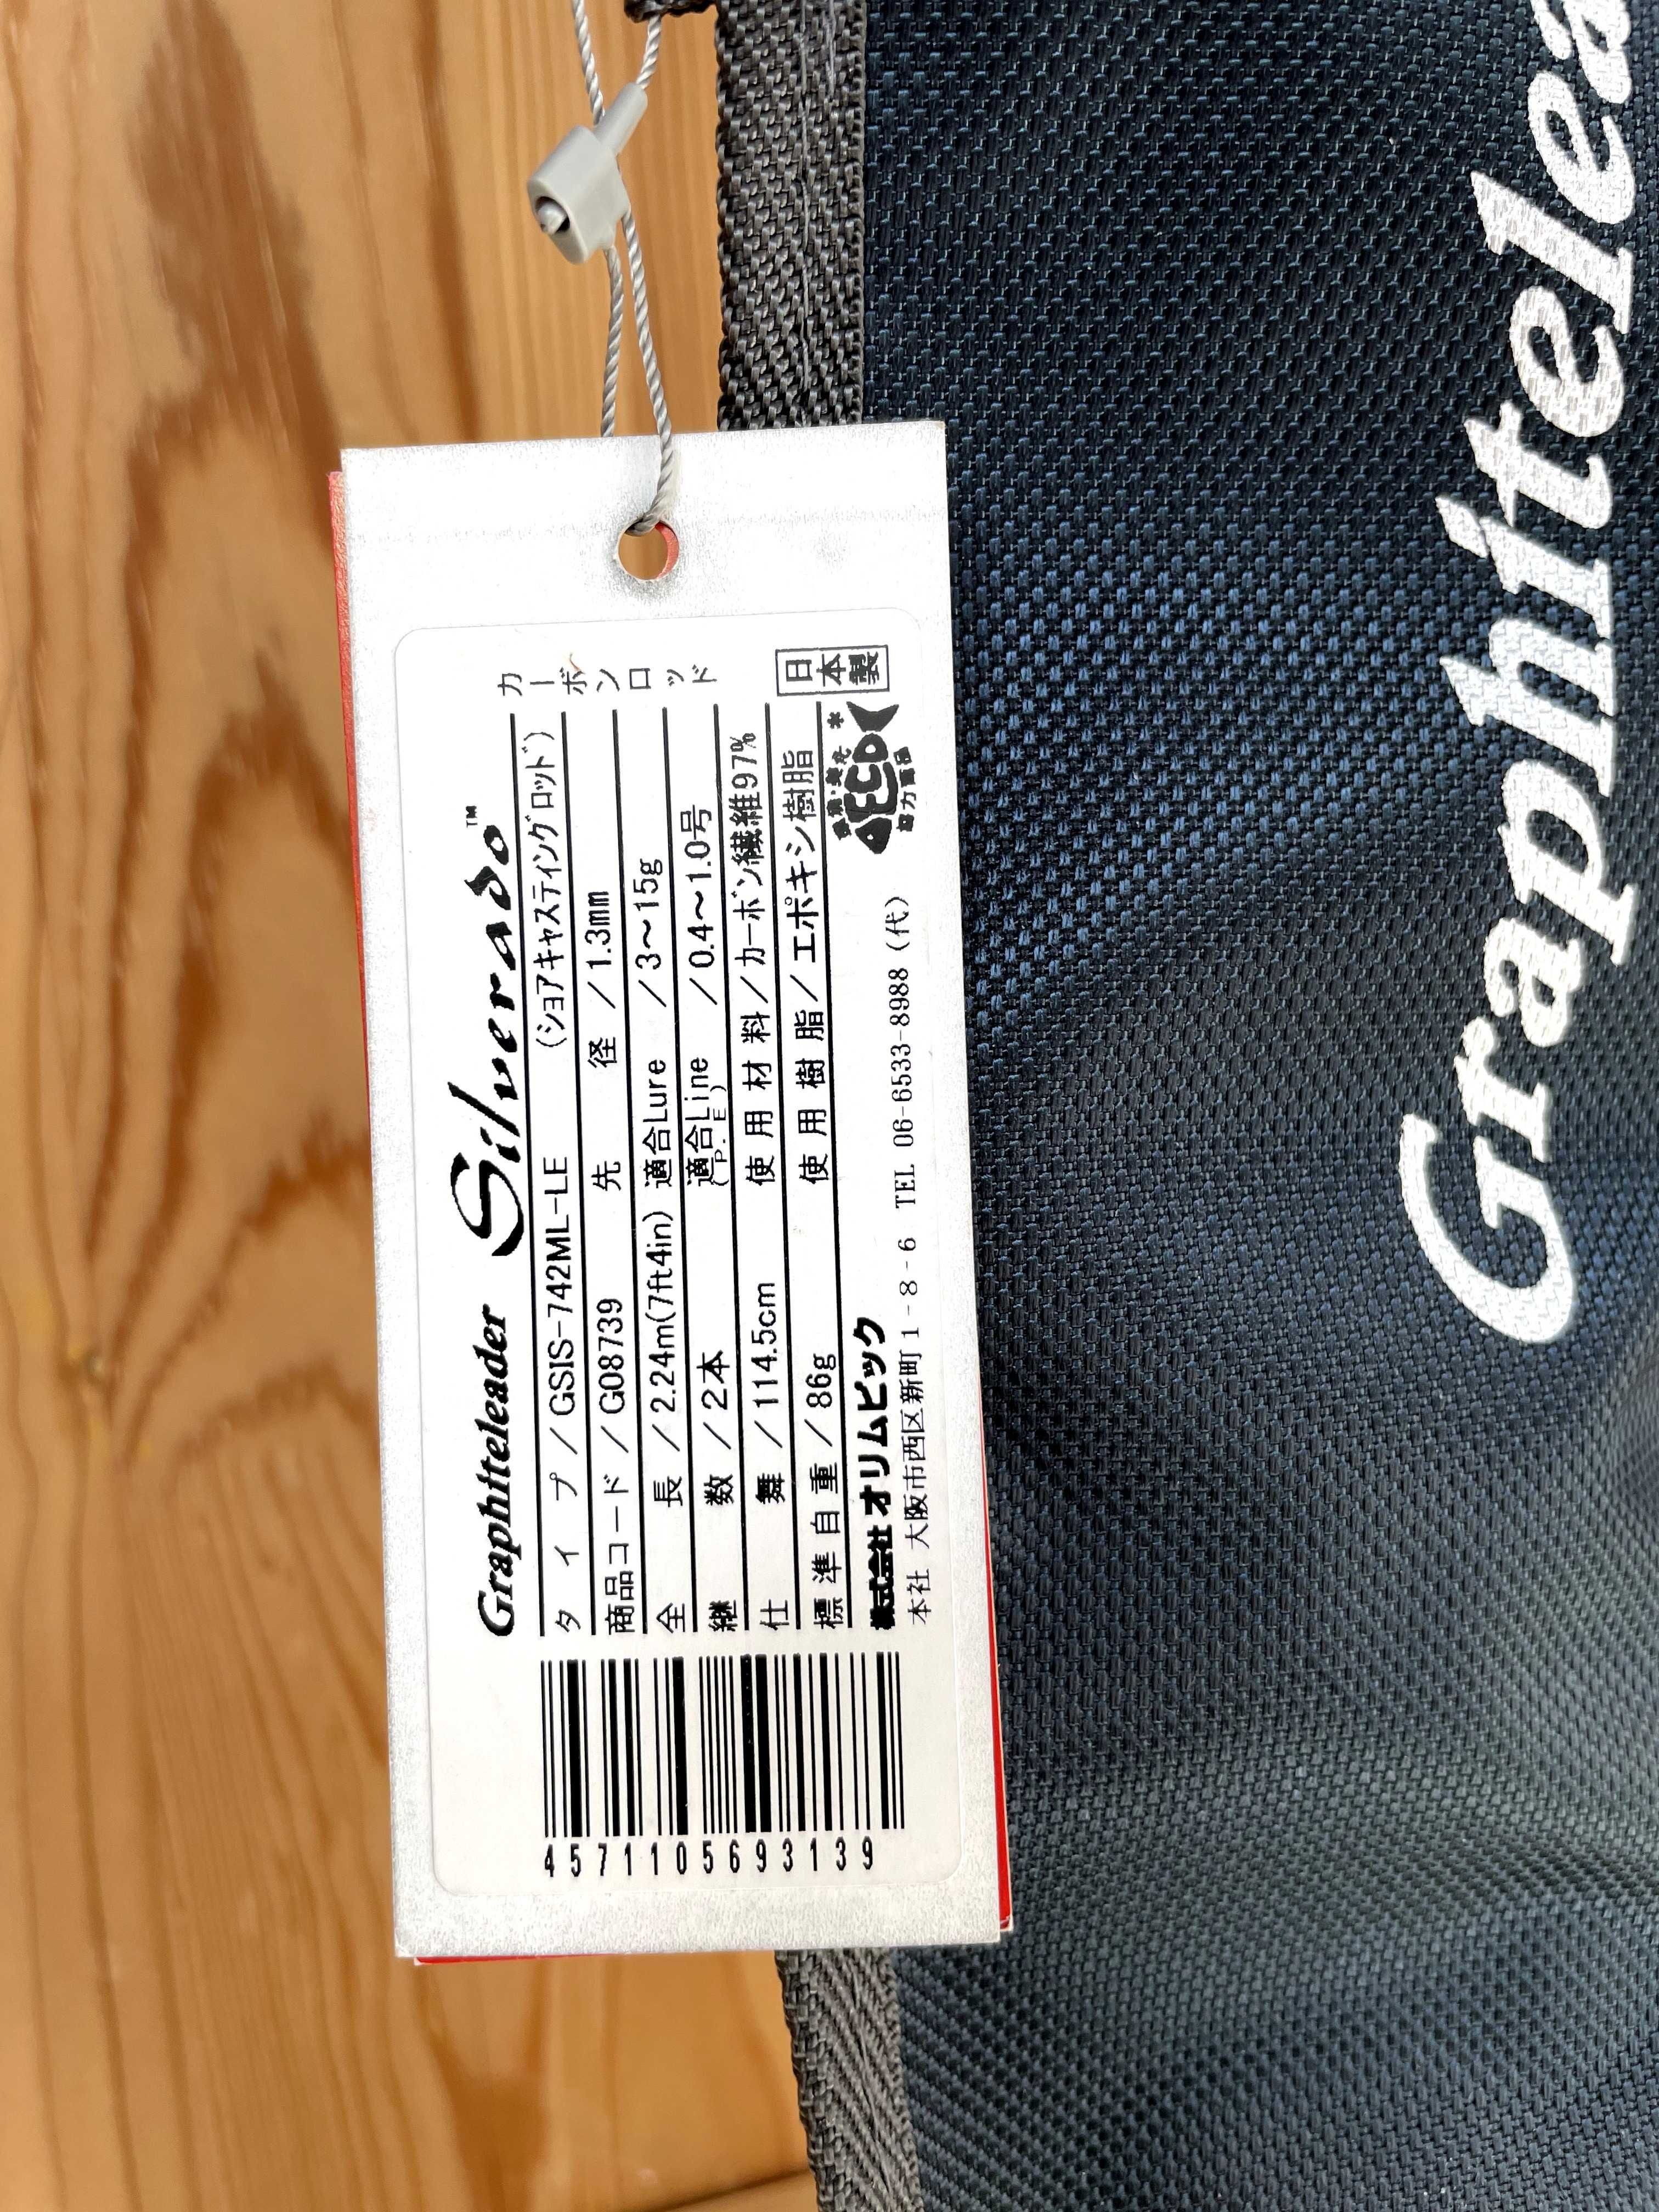 Graphiteleader Silverado™
タイプ/GSIS-742ML-LE (ショアキャスティングロッド)
商品コード/G08739 先径/1.3mm
全長/2.24m(7ft4in) 適合Lure/3〜15g
継数/2本 適合Line(P.E)/0.4〜1.0号
仕舞/114.5cm 使用材料/カーボン繊維97%
標準自重/86g 使用樹脂/エポキシ樹脂
カーボンロッド
日本製
株式会社オリムピック
本社 大阪市西区新町1-8-6 TEL 06-6533-8988(代)
AFCO
協力商品
4571105693139
Graphitelea